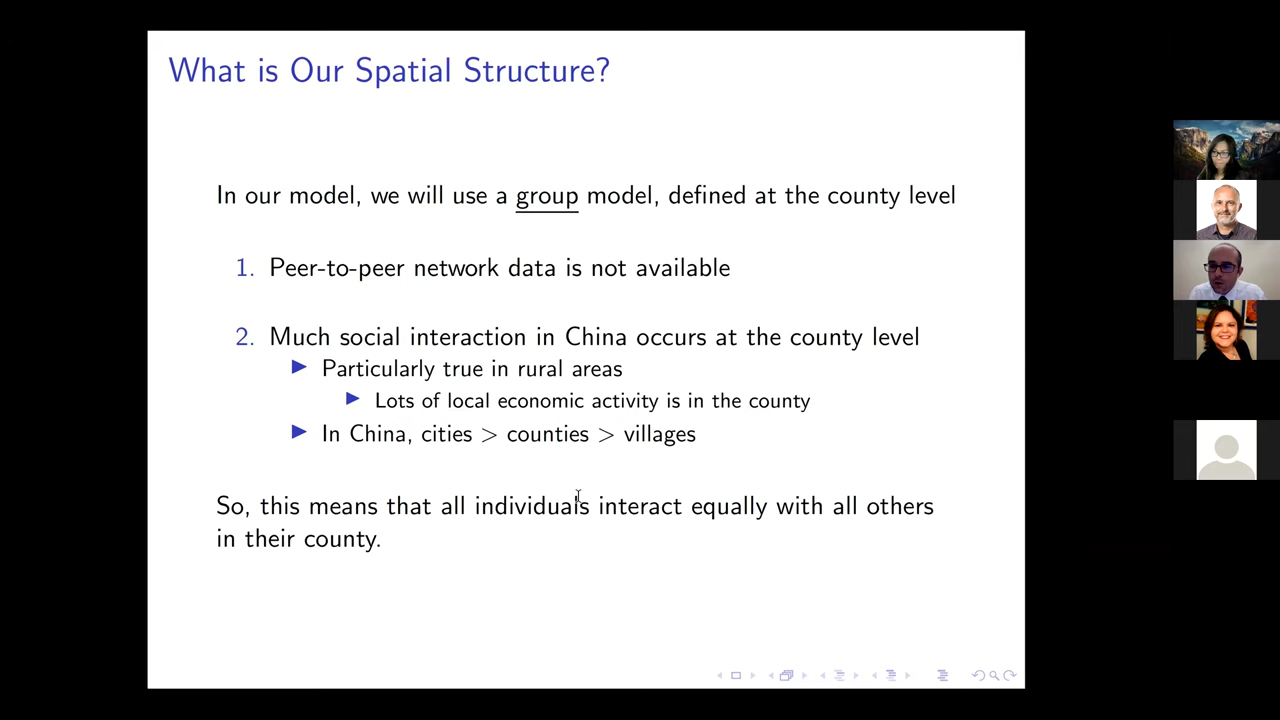 What is Our Spatial Structure?
In our model, we will use a group model, defined at the county level
1. Peer-to-peer network data is not available
2. Much social interaction in China occurs at the county level
▶ Particularly true in rural areas
▶ Lots of local economic activity is in the county
▶ In China, cities > counties > villages
So, this means that all individuals interact equally with all others
in their county.